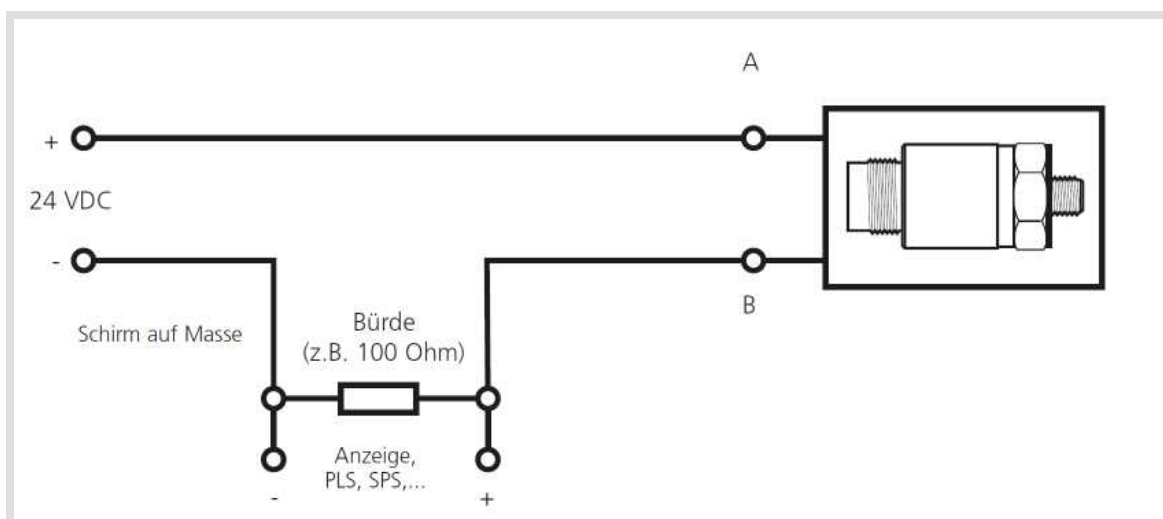 A
+
24 VDC
-
B
Schirm auf Masse
Bürde
(z.B. 100 Ohm)
Anzeige,
PLS, SPS,...
-
+